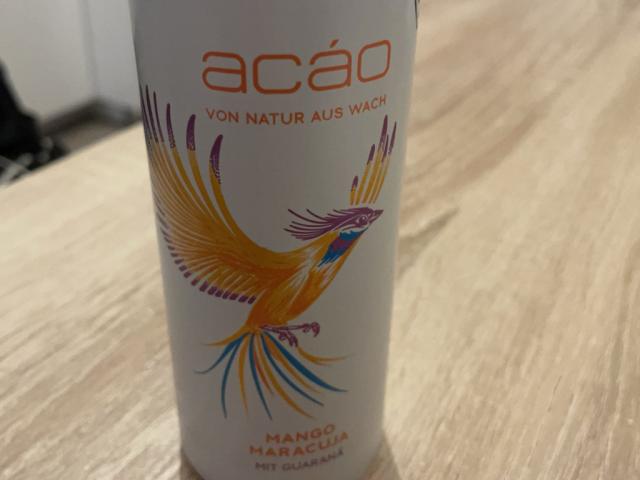 acáo
VON NATUR AUS WACH
MANGO
MARACUJA
MIT GUARANÁ